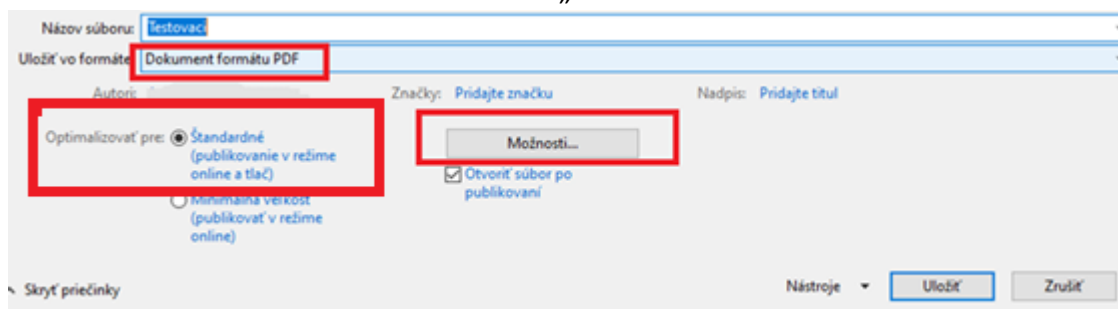 „
Názov súboru: Testovací
Uložiť vo formáte Dokument formátu PDF
Autori: Značky: Pridajte značku Nadpis: Pridajte titul
Optimalizovať pre: Štandardné
(publikovanie v režime
online a tlač)
Možnosti...
Otvoriť súbor po
publikovaní
Minimálna veľkosť
(publikovať v režime
online)
Skryť priečinky Nástroje Uložiť Zrušiť